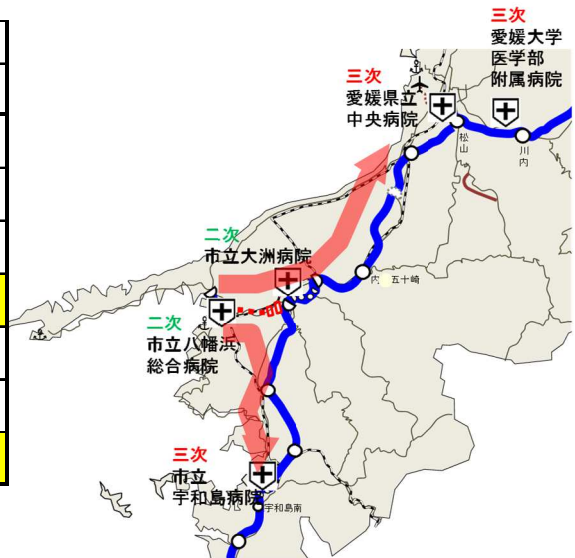 三次
愛媛大学
医学部
附属病院
三次
愛媛県立
中央病院
松山
川内
二次
市立大洲病院
内
五十崎
二次
市立八幡浜
総合病院
三次
市立
宇和島病院
宇和島南